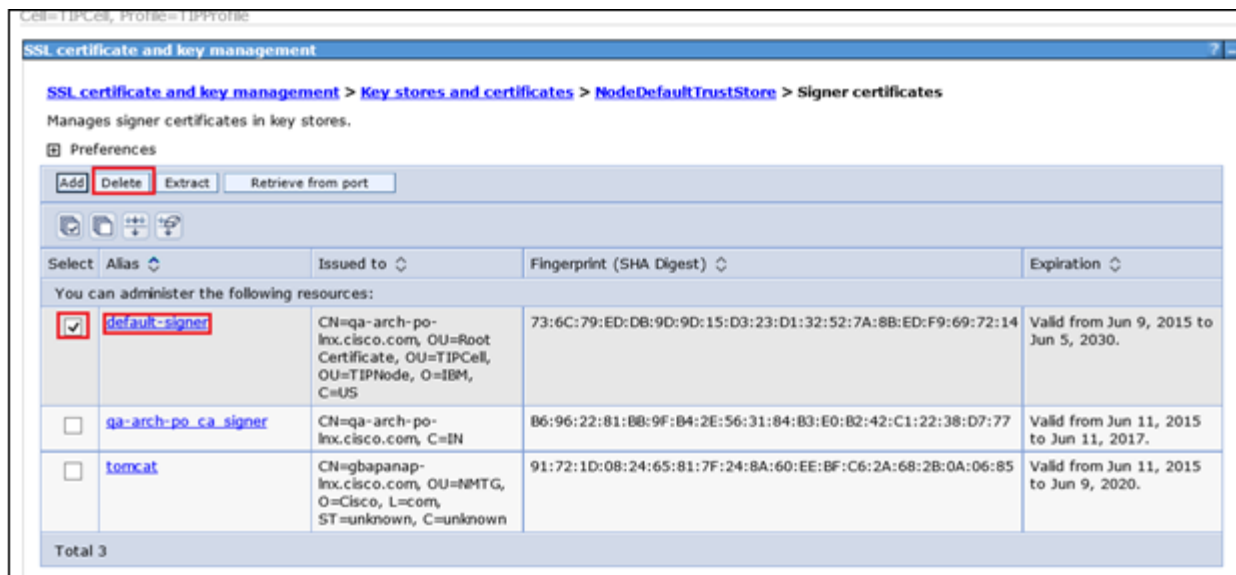 Cell=TIPCell, Profile=TIPProfile
SSL certificate and key management ? -
SSL certificate and key management > Key stores and certificates > NodeDefaultTrustStore > Signer certificates
Manages signer certificates in key stores.
Preferences
Add Delete Extract Retrieve from port
Select Alias Issued to Fingerprint (SHA Digest) Expiration
You can administer the following resources:
default-signer CN=qa-arch-po- 73:6C:79:ED:DB:9D:9D:15:D3:23:D1:32:52:7A:8B:ED:F9:69:72:14 Valid from Jun 9, 2015 to
lnx.cisco.com, OU=Root Jun 5, 2030.
Certificate, OU=TIPCell,
OU=TIPNode, O=IBM,
C=US
qa-arch-po_ca_signer CN=qa-arch-po- B6:96:22:81:BB:9F:B4:2E:56:31:84:B3:E0:B2:42:C1:22:38:D7:77 Valid from Jun 11, 2015
lnx.cisco.com, C=IN to Jun 11, 2017.
tomcat CN=gbapanap- 91:72:1D:08:24:65:81:7F:24:8A:60:EE:BF:C6:2A:68:2B:0A:06:85 Valid from Jun 11, 2015
lnx.cisco.com, OU=NMTG, to Jun 9, 2020.
O=Cisco, L=com,
ST=unknown, C=unknown
Total 3